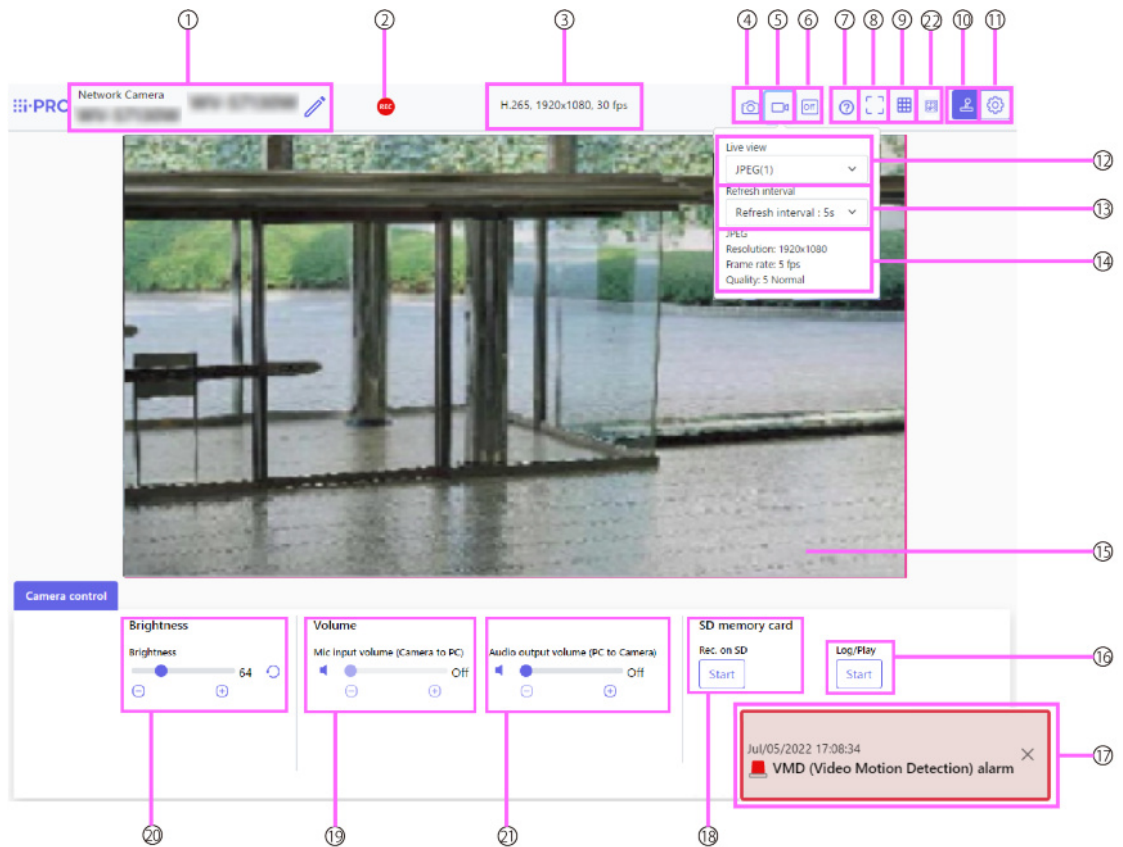 ① ② ③ ④ ⑤ ⑥ ⑦ ⑧ ⑨ ㉒ ⑩ ⑪
i-PRO
Network Camera
REC
H.265, 1920x1080, 30 fps
Off
Live view
JPEG(1)
⑫
Refresh interval
Refresh interval : 5s
⑬
JPEG
Resolution: 1920x1080
Frame rate: 5 fps
Quality: 5 Normal
⑭
⑮
Camera control
Brightness
Brightness
64
Volume
Mic input volume (Camera to PC)
Off
Audio output volume (PC to Camera)
Off
SD memory card
Rec. on SD
Start
Log/Play
Start
⑯
Jul/05/2022 17:08:34
VMD (Video Motion Detection) alarm
⑰
⑳ ⑲ ㉑ ⑱